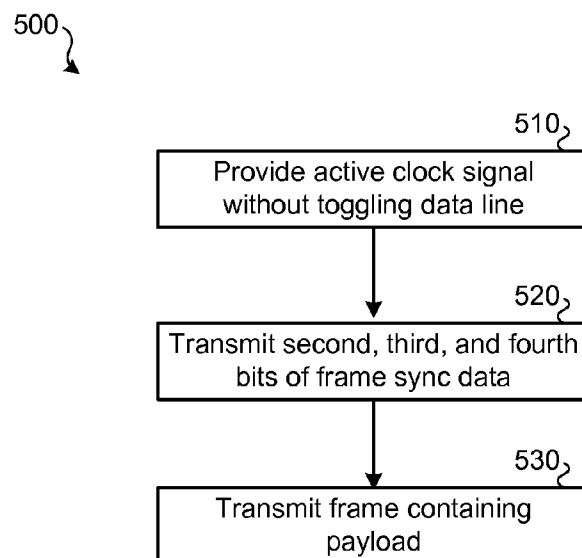 500
510
Provide active clock signal
without toggling data line
520
Transmit second, third, and fourth
bits of frame sync data
530
Transmit frame containing
payload